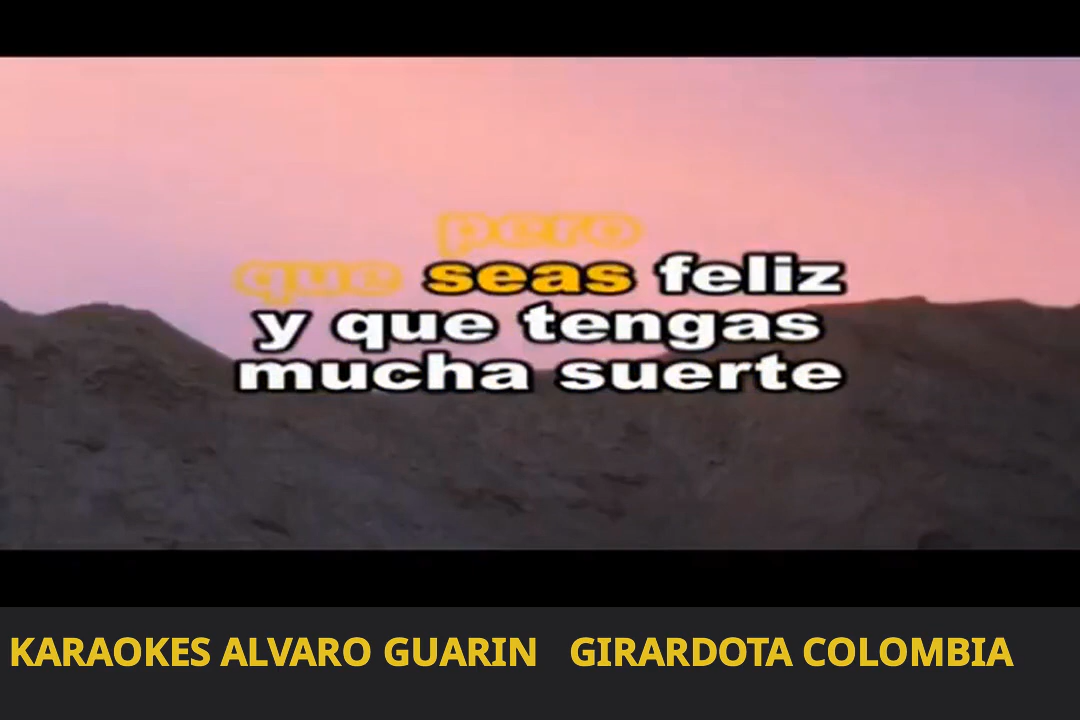 pero
que seas feliz
y que tengas
mucha suerte
KARAOKES ALVARO GUARIN GIRARDOTA COLOMBIA